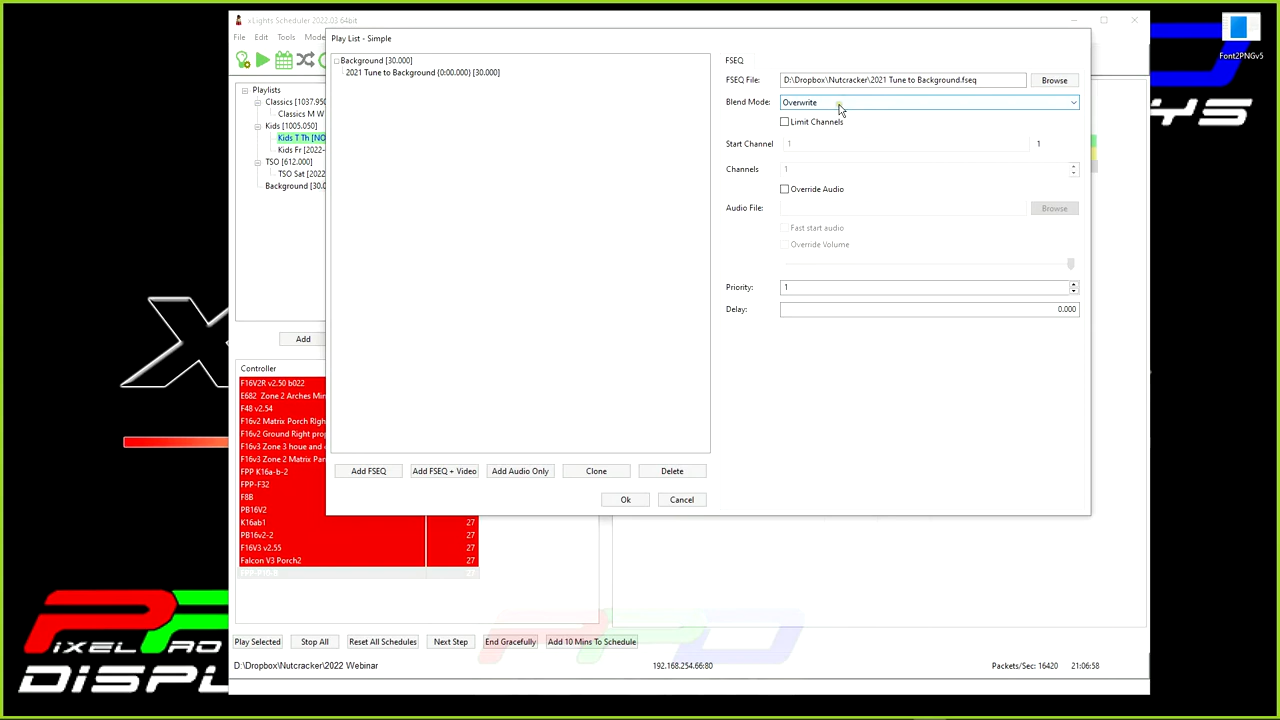 xLights Scheduler 2022.03 64bit
Font2PNGv5
File Edit Tools Mode
Play List - Simple
Background [30.000]
2021 Tune to Background (0:00.000) [30.000]
FSEQ
FSEQ File: D:\Dropbox\Nutcracker\2021 Tune to Background.fseq Browse
Blend Mode: Overwrite
Limit Channels
Start Channel 1 1
Channels 1
Override Audio
Audio File: Browse
Fast start audio
Override Volume
Priority: 1
Delay: 0.000
Playlists
Classics [1037.950
Classics M W
Kids [1005.050]
Kids T Th [NO
Kids Fr [2022-
TSO [612.000]
TSO Sat [2022
Background [30.0
Add
Add FSEQ Add FSEQ + Video Add Audio Only Clone Delete
Ok Cancel
Controller
F16V2R v2.50 b022
E682 Zone 2 Arches Min
F48 v2.54
F16v2 Matrix Porch Righ
F16v2 Ground Right prop
F16v3 Zone 3 houe and
F16v3 Zone 2 Matrix Pan
FPP K16a-b-2
FPP-F32
F8B
PB16V2
K16ab1 27
PB16v2-2 27
F16V3 v2.55 27
Falcon V3 Porch2 27
Play Selected Stop All Reset All Schedules Next Step End Gracefully Add 10 Mins To Schedule
D:\Dropbox\Nutcracker\2022 Webinar 192.168.254.66:80 Packets/Sec: 16420 21:06:58
PIXEL PRO
DISPL
YS
PPD